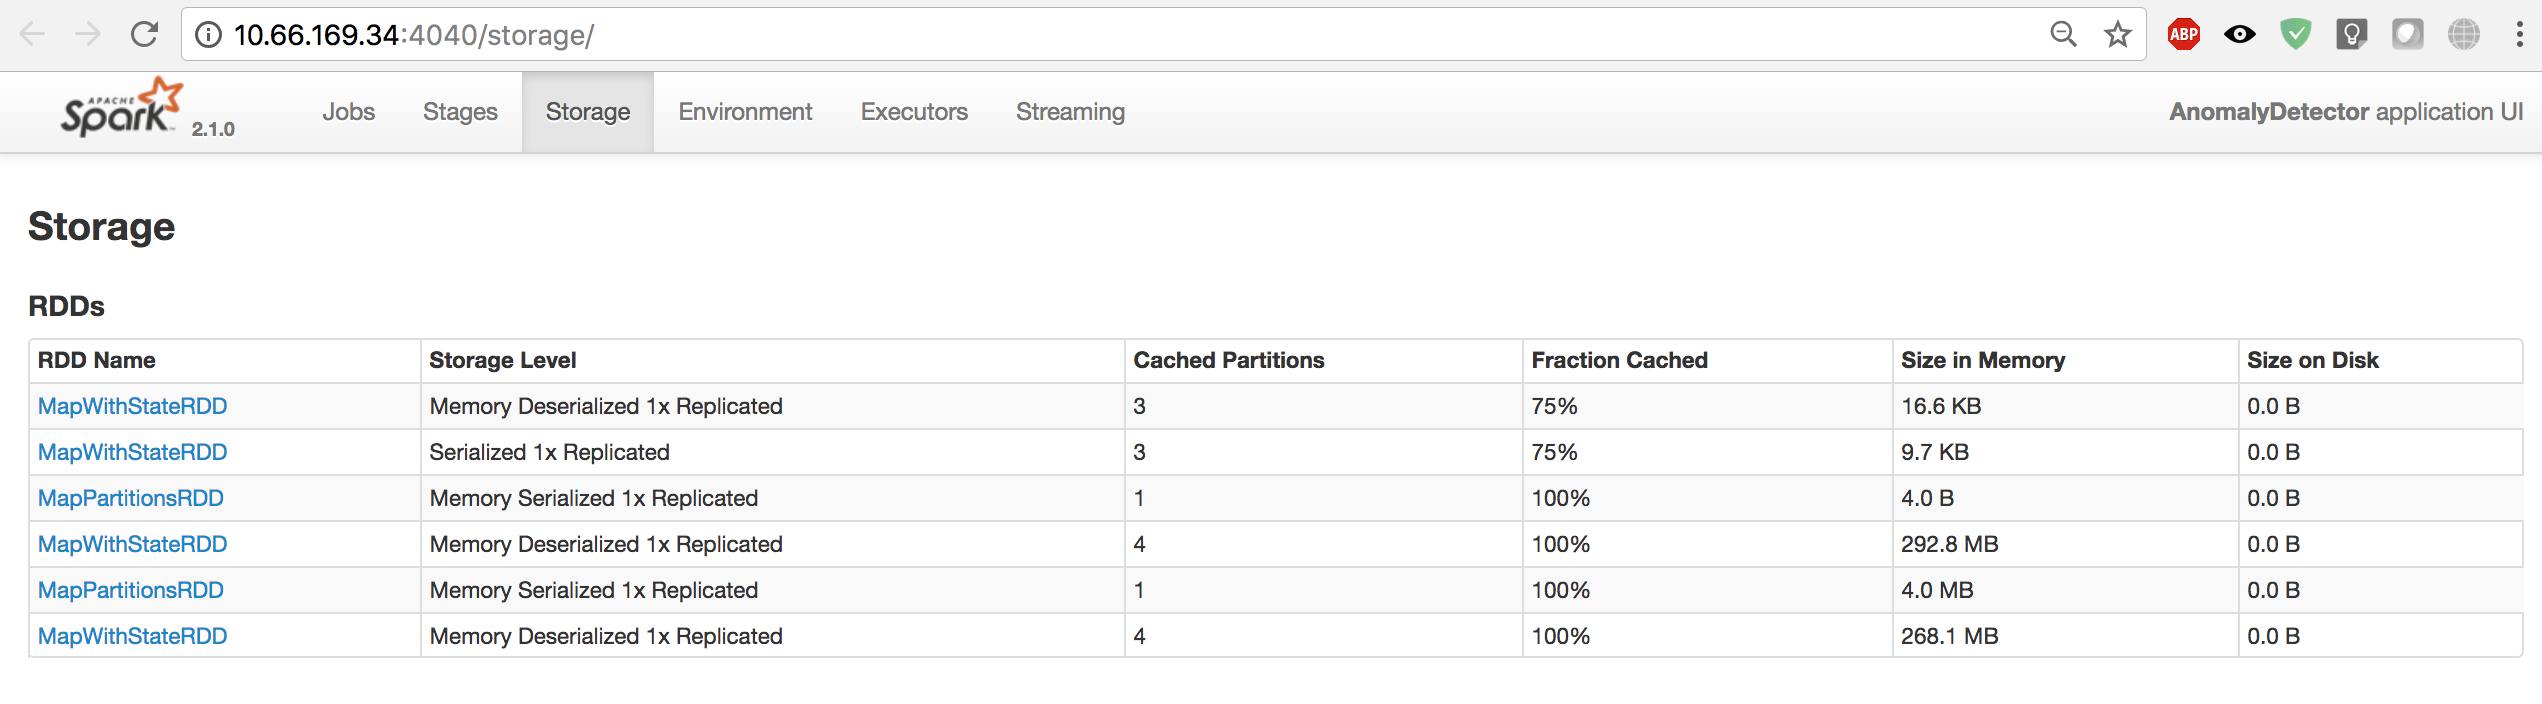 10.66.169.34:4040/storage/
ABP
APACHE
Spark 2.1.0 Jobs Stages Storage Environment Executors Streaming AnomalyDetector application UI
Storage
RDDs
RDD Name Storage Level Cached Partitions Fraction Cached Size in Memory Size on Disk
MapWithStateRDD Memory Deserialized 1x Replicated 3 75% 16.6 KB 0.0 B
MapWithStateRDD Serialized 1x Replicated 3 75% 9.7 KB 0.0 B
MapPartitionsRDD Memory Serialized 1x Replicated 1 100% 4.0 B 0.0 B
MapWithStateRDD Memory Deserialized 1x Replicated 4 100% 292.8 MB 0.0 B
MapPartitionsRDD Memory Serialized 1x Replicated 1 100% 4.0 MB 0.0 B
MapWithStateRDD Memory Deserialized 1x Replicated 4 100% 268.1 MB 0.0 B